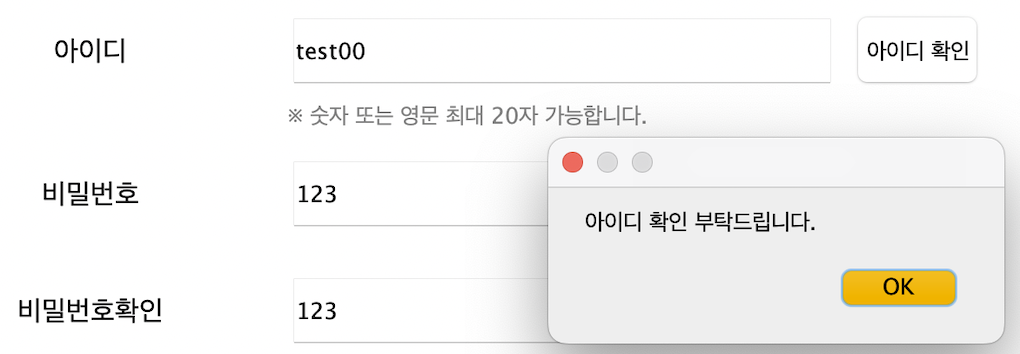 아이디
test00
아이디 확인
※ 숫자 또는 영문 최대 20자 가능합니다.
비밀번호
123
아이디 확인 부탁드립니다.
OK
비밀번호확인
123